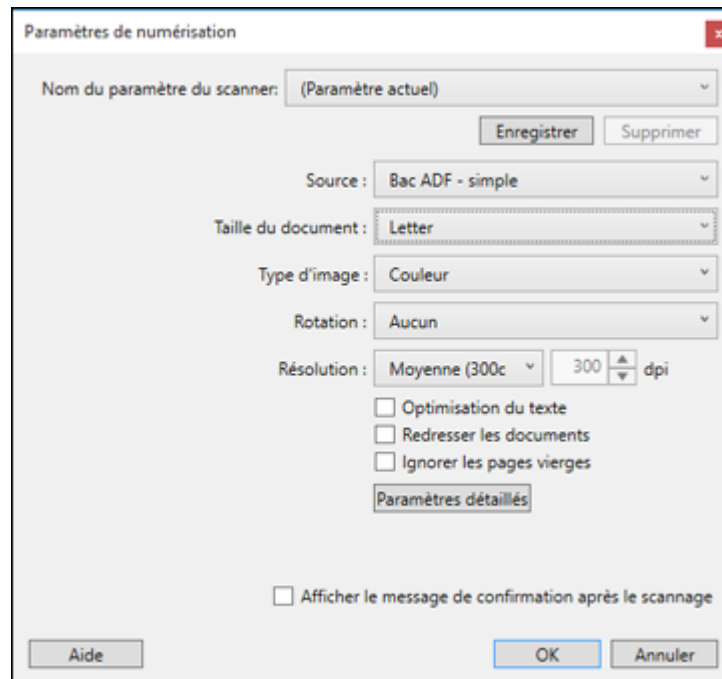 Paramètres de numérisation
x
Nom du paramètre du scanner: (Paramètre actuel)
Enregistrer Supprimer
Source : Bac ADF - simple
Taille du document : Letter
Type d'image : Couleur
Rotation : Aucun
Résolution : Moyenne (300c 300 dpi
Optimisation du texte
Redresser les documents
Ignorer les pages vierges
Paramètres détaillés
Afficher le message de confirmation après le scannage
Aide OK Annuler